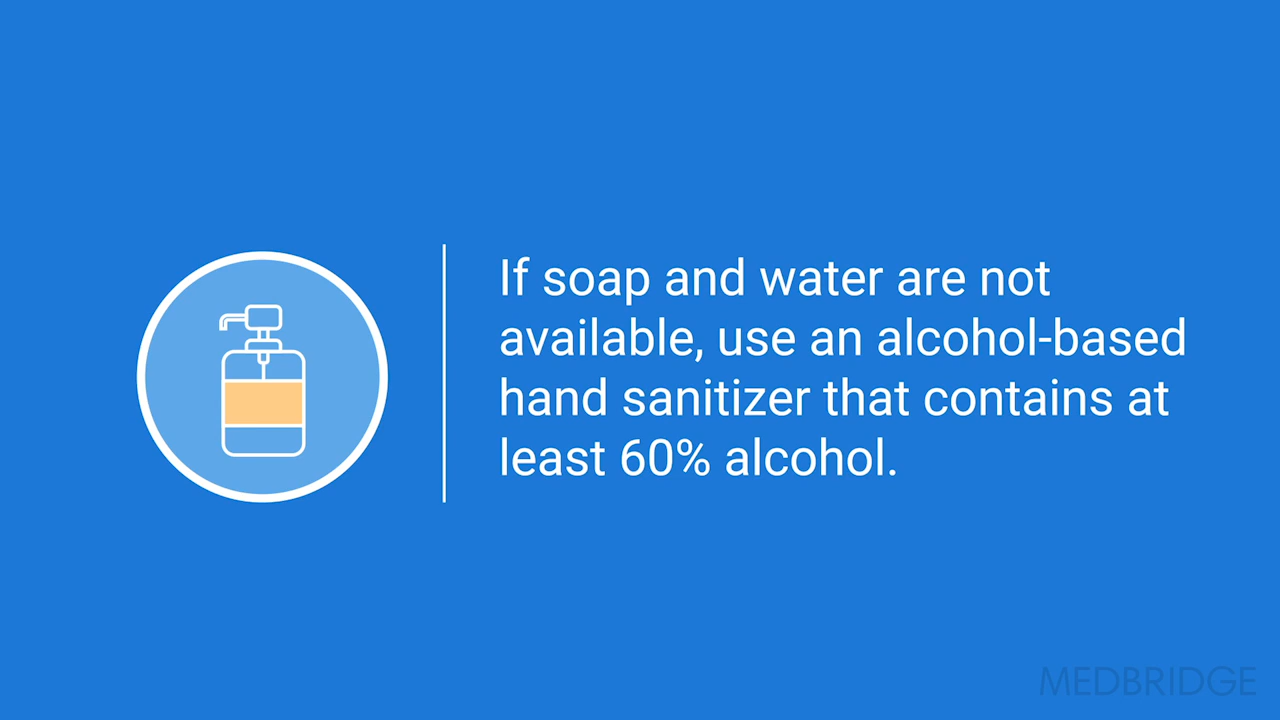 If soap and water are not
available, use an alcohol-based
hand sanitizer that contains at
least 60% alcohol.
MEDBRIDGE